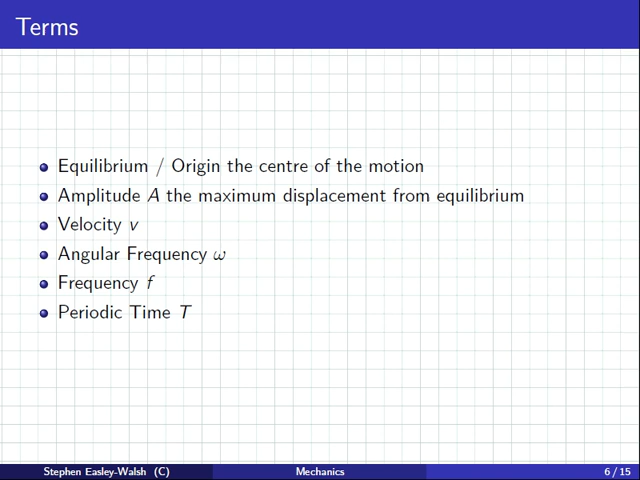 Terms
Equilibrium / Origin the centre of the motion
Amplitude A the maximum displacement from equilibrium
Velocity v
Angular Frequency ω
Frequency f
Periodic Time T
Stephen Easley-Walsh (C) Mechanics 6 / 15